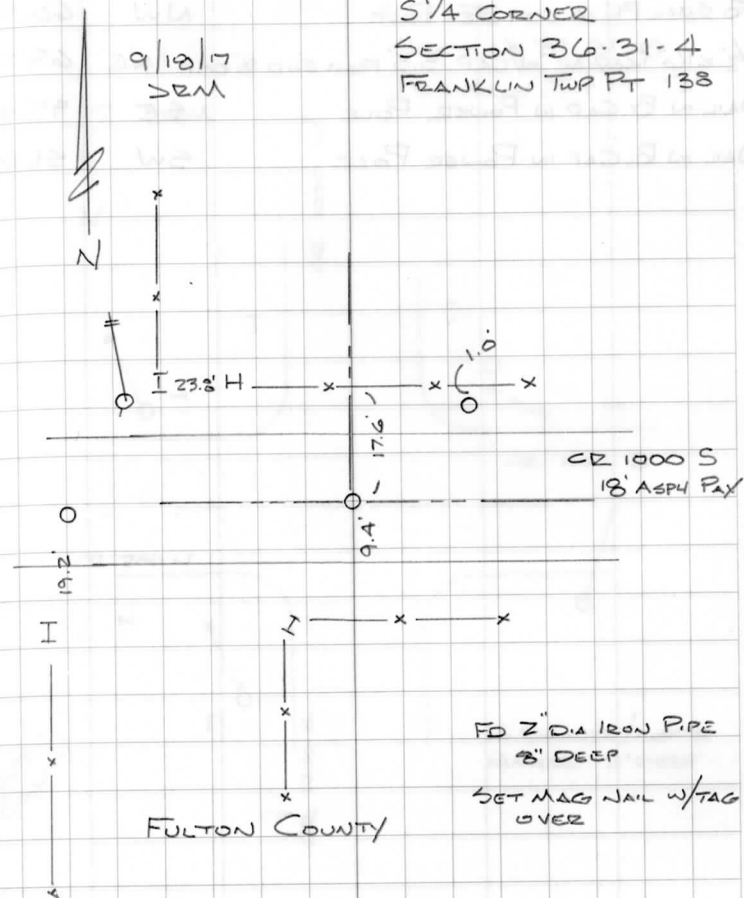 S 1/4 CORNER
SECTION 36-31-4
FRANKLIN TWP PT 138
9/18/17
DRM
N
23.8'
1.0'
17.6'
CR 1000 S
18' ASPH PAV
9.4'
19.2'
FD 2" DIA IRON PIPE
8" DEEP
SET MAG NAIL W/TAG
OVER
FULTON COUNTY